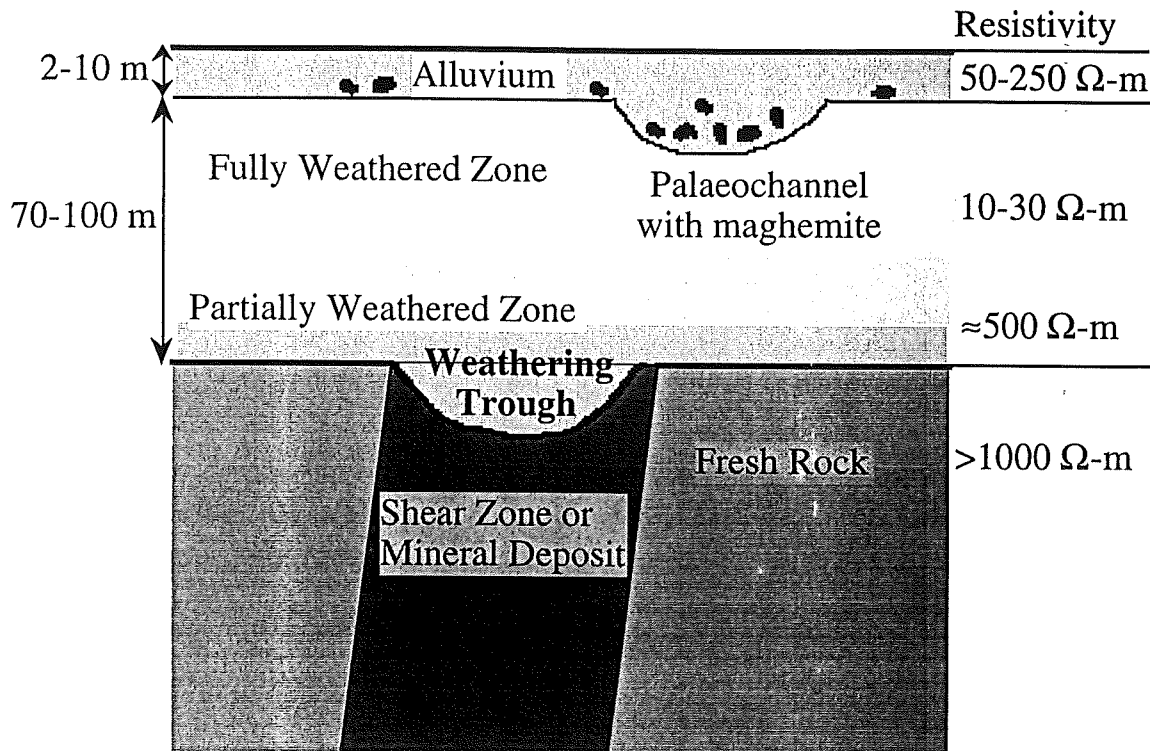 Resistivity
2-10 m
Alluvium
50-250 Ω-m
Fully Weathered Zone
70-100 m
Palaeochannel
with maghemite
10-30 Ω-m
Partially Weathered Zone
≈500 Ω-m
Weathering
Trough
Fresh Rock
>1000 Ω-m
Shear Zone or
Mineral Deposit